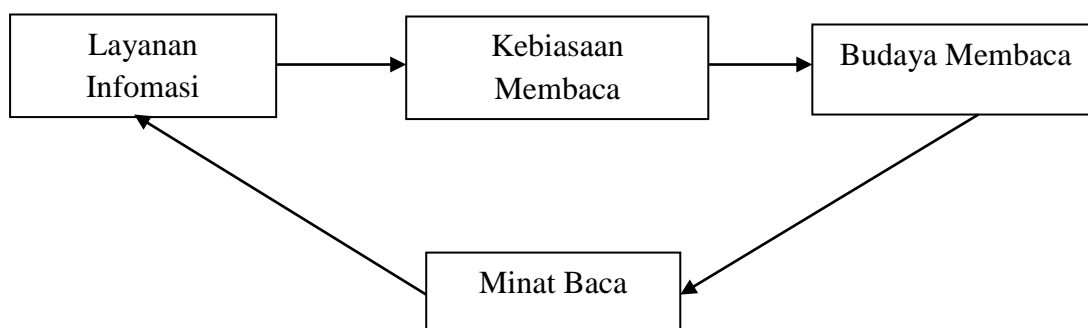 Layanan
Infomasi
Kebiasaan
Membaca
Budaya Membaca
Minat Baca